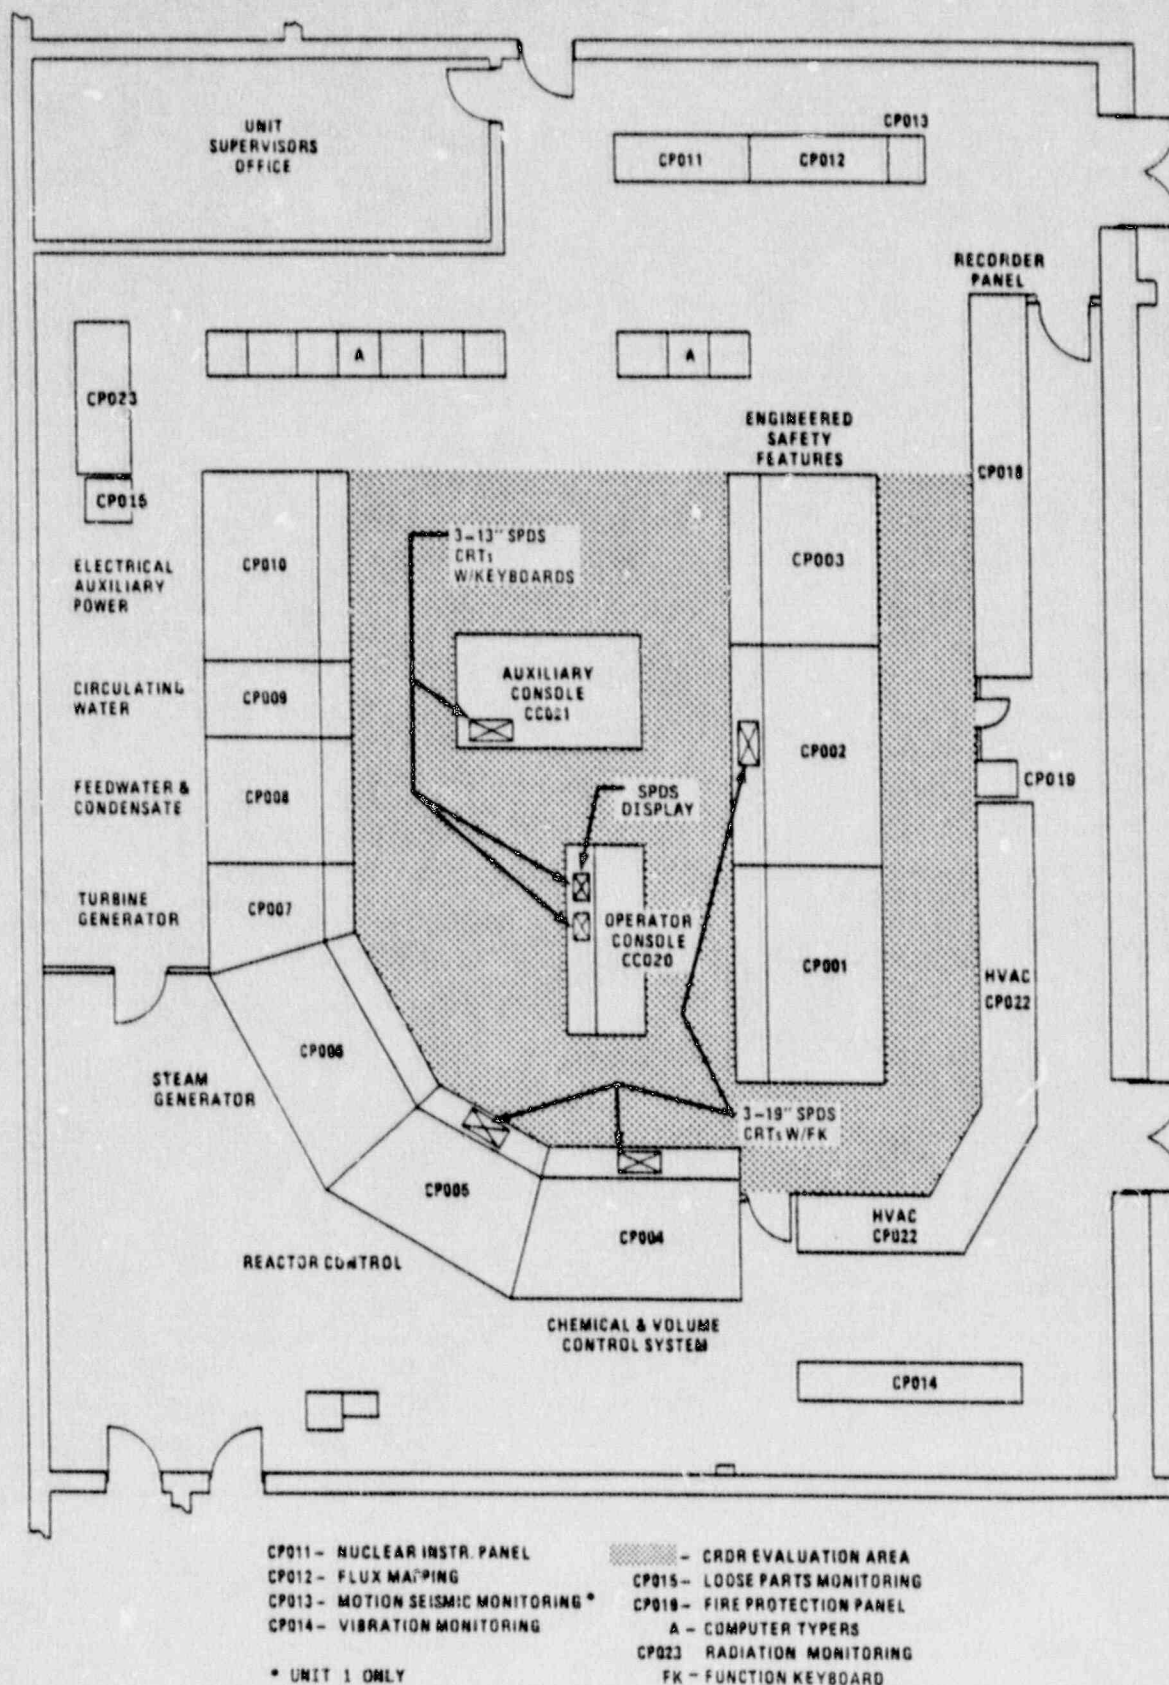 UNIT
SUPERVISORS
OFFICE
CP013
CP011
CP012
RECORDER
PANEL
A
A
CP023
ENGINEERED
SAFETY
FEATURES
CP018
CP015
3-13" SPDS
CRTs
W/KEYBOARDS
ELECTRICAL
AUXILIARY
POWER
CP010
CP003
AUXILIARY
CONSOLE
CC021
CIRCULATING
WATER
CP009
CP002
FEEDWATER &
CONDENSATE
CP008
SPDS
DISPLAY
CP019
TURBINE
GENERATOR
CP007
OPERATOR
CONSOLE
CC020
CP001
HVAC
CP022
CP006
STEAM
GENERATOR
3-19" SPDS
CRTs W/FK
CP005
CP004
HVAC
CP022
REACTOR CONTROL
CHEMICAL & VOLUME
CONTROL SYSTEM
CP014
CP011- NUCLEAR INSTR. PANEL
CP012- FLUX MAPPING
CP013- MOTION SEISMIC MONITORING *
CP014- VIBRATION MONITORING
* UNIT 1 ONLY
- CRDR EVALUATION AREA
CP015- LOOSE PARTS MONITORING
CP019- FIRE PROTECTION PANEL
A - COMPUTER TYPERS
CP023 RADIATION MONITORING
FK - FUNCTION KEYBOARD